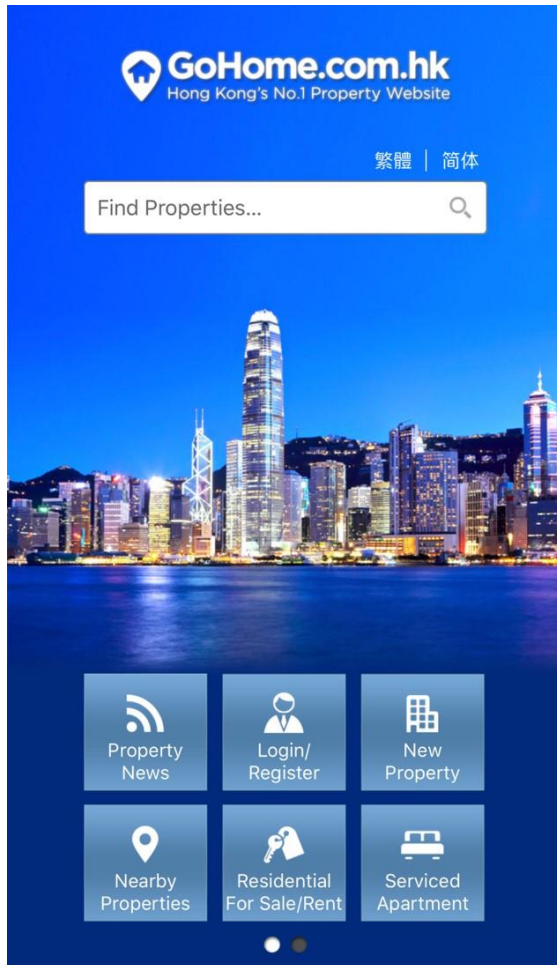 GoHome.com.hk
Hong Kong's No.1 Property Website
繁體 | 简体
Find Properties...
Property
News
Login/
Register
New
Property
Nearby
Properties
Residential
For Sale/Rent
Serviced
Apartment